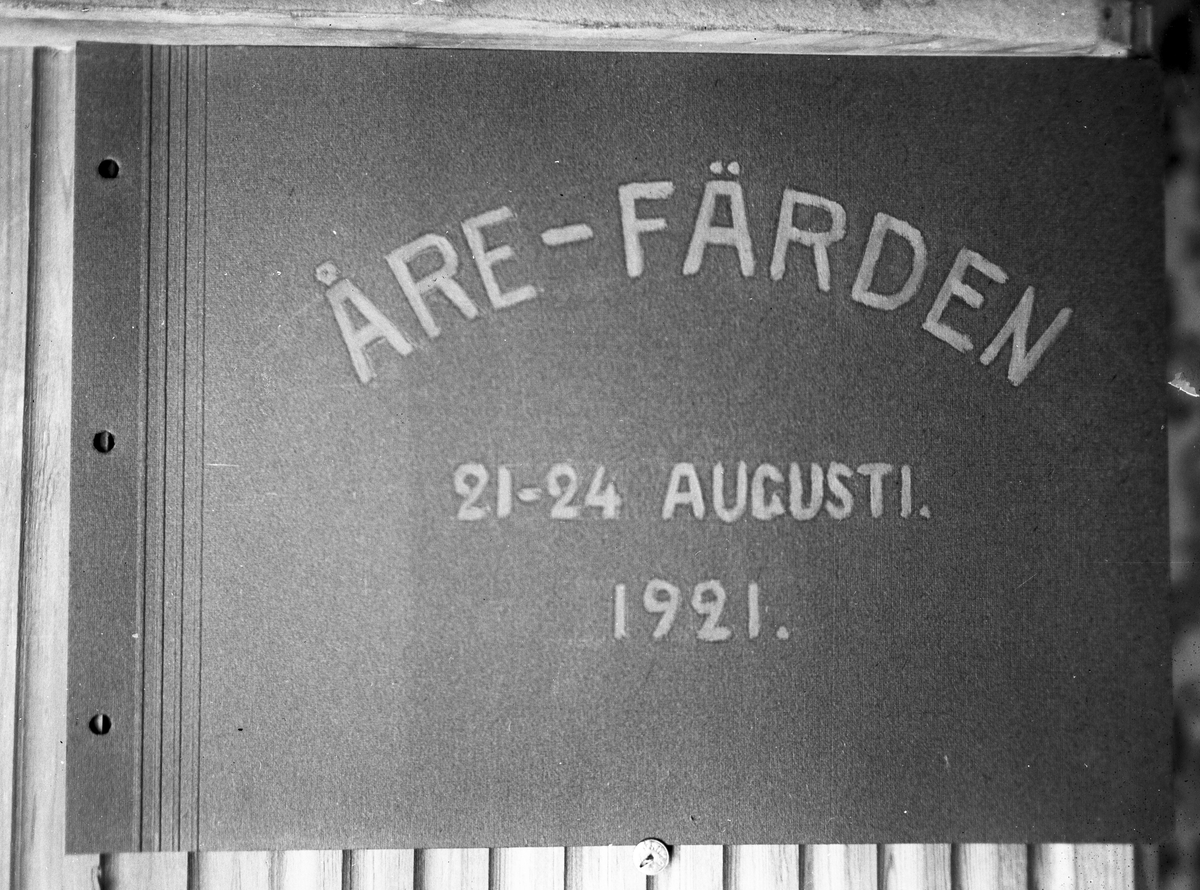 ÅRE-FÄRDEN
21-24 AUGUSTI.
1921.